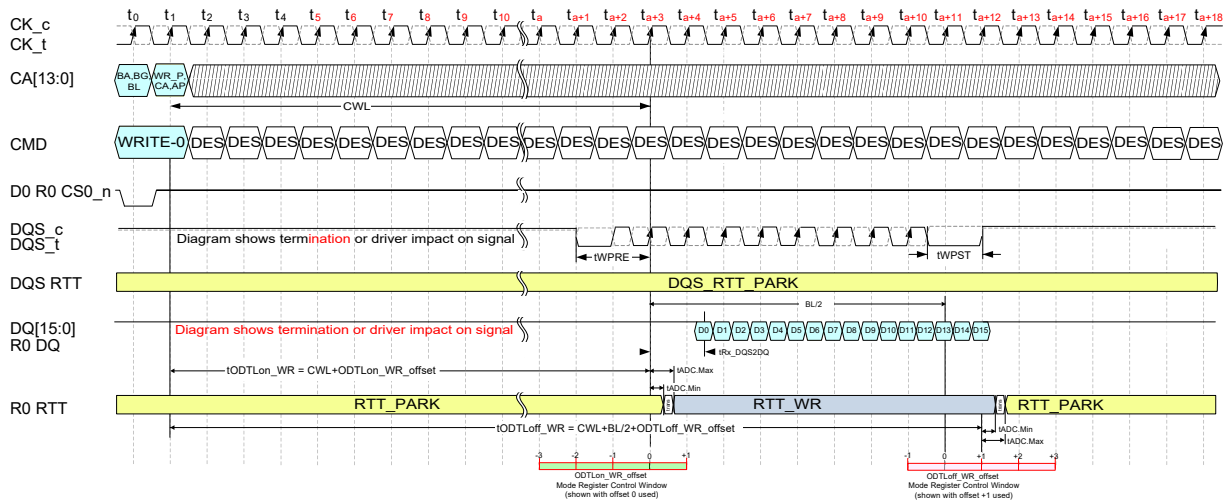 t0 t1 t2 t3 t4 t5 t6 t7 t8 t9 t10 ta ta+1 ta+2 ta+3 ta+4 ta+5 ta+6 ta+7 ta+8 ta+9 ta+10 ta+11 ta+12 ta+13 ta+14 ta+15 ta+16 ta+17 ta+18
CK_c
CK_t
CA[13:0]
BA,BG,
BL
WR_P,
CA,AP
CWL
CMD
WRITE-0 DES DES DES DES DES DES DES DES DES DES DES DES DES DES DES DES DES DES DES DES DES DES DES DES DES DES DES DES
D0 R0 CS0_n
DQS_c
DQS_t
Diagram shows termination or driver impact on signal
tWPRE
tWPST
DQS RTT
DQS_RTT_PARK
BL/2
DQ[15:0]
R0 DQ
Diagram shows termination or driver impact on signal
D0 D1 D2 D3 D4 D5 D6 D7 D8 D9 D10 D11 D12 D13 D14 D15
tRx_DQS2DQ
tODTLon_WR = CWL+ODTLon_WR_offset
tADC.Max
tADC.Min
R0 RTT
RTT_PARK
RTT_WR
RTT_PARK
tODTLoff_WR = CWL+BL/2+ODTLoff_WR_offset
tADC.Min
tADC.Max
-3 -2 -1 0 +1
ODTLon_WR_offset
Mode Register Control Window
(shown with offset 0 used)
-1 0 +1 +2 +3
ODTLoff_WR_offset
Mode Register Control Window
(shown with offset +1 used)